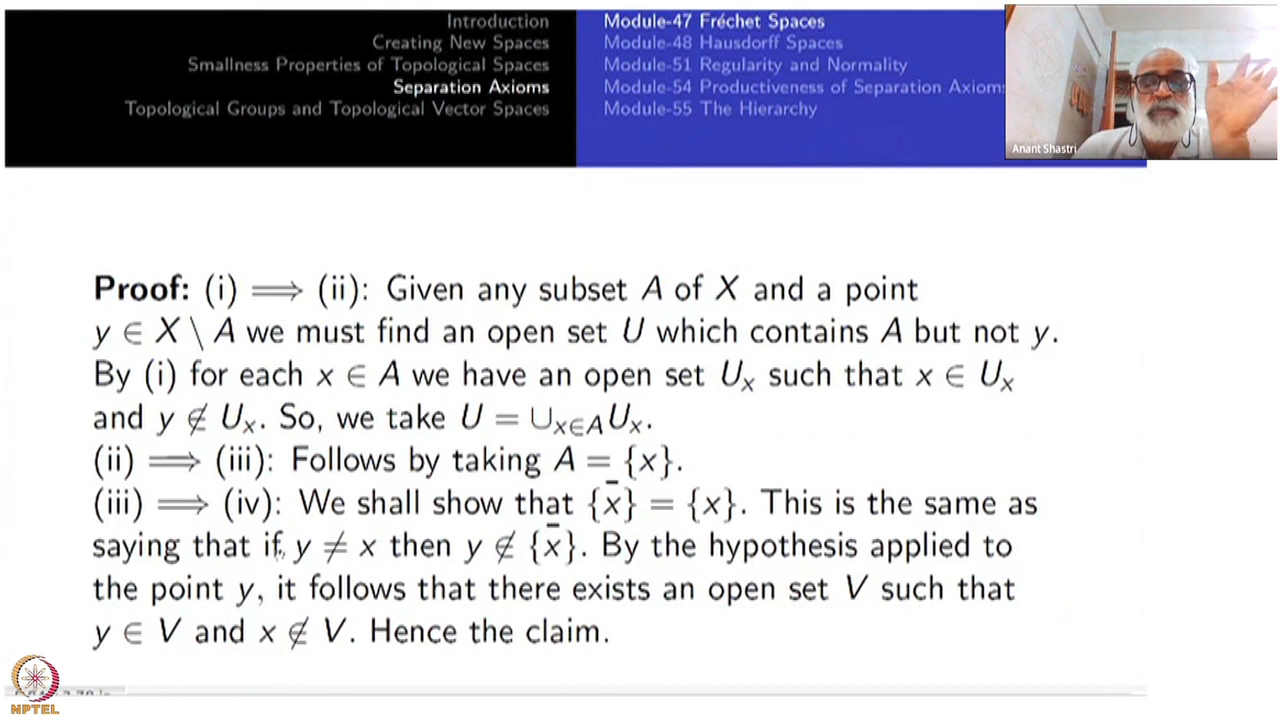 Introduction
Creating New Spaces
Smallness Properties of Topological Spaces
Separation Axioms
Topological Groups and Topological Vector Spaces
Module-47 Fréchet Spaces
Module-48 Hausdorff Spaces
Module-51 Regularity and Normality
Module-54 Productiveness of Separation Axioms
Module-55 The Hierarchy
Anant Shastri
Proof: (i) ⟹ (ii): Given any subset A of X and a point
y ∈ X \ A we must find an open set U which contains A but not y.
By (i) for each x ∈ A we have an open set Uₓ such that x ∈ Uₓ
and y ∉ Uₓ. So, we take U = ∪ₓ∈A Uₓ.
(ii) ⟹ (iii): Follows by taking A = {x}.
(iii) ⟹ (iv): We shall show that {x̄} = {x}. This is the same as
saying that if y ≠ x then y ∉ {x̄}. By the hypothesis applied to
the point y, it follows that there exists an open set V such that
y ∈ V and x ∉ V. Hence the claim.
NPTEL